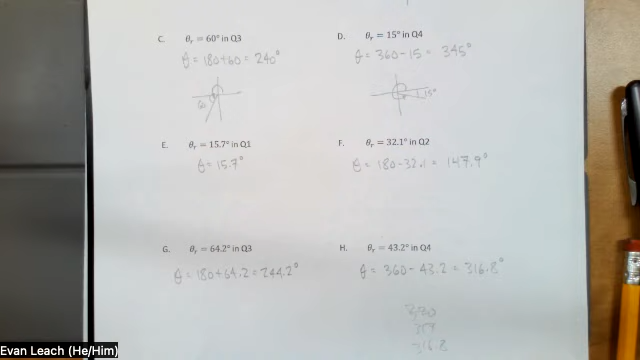 C. θᵣ = 60° in Q3
θ = 180+60 = 240°
60
D. θᵣ = 15° in Q4
θ = 360-15 = 345°
15°
E. θᵣ = 15.7° in Q1
θ = 15.7°
F. θᵣ = 32.1° in Q2
θ = 180-32.1 = 147.9°
G. θᵣ = 64.2° in Q3
θ = 180+64.2 = 244.2°
H. θᵣ = 43.2° in Q4
θ = 360-43.2 = 316.8°
316.8
Evan Leach (He/Him)